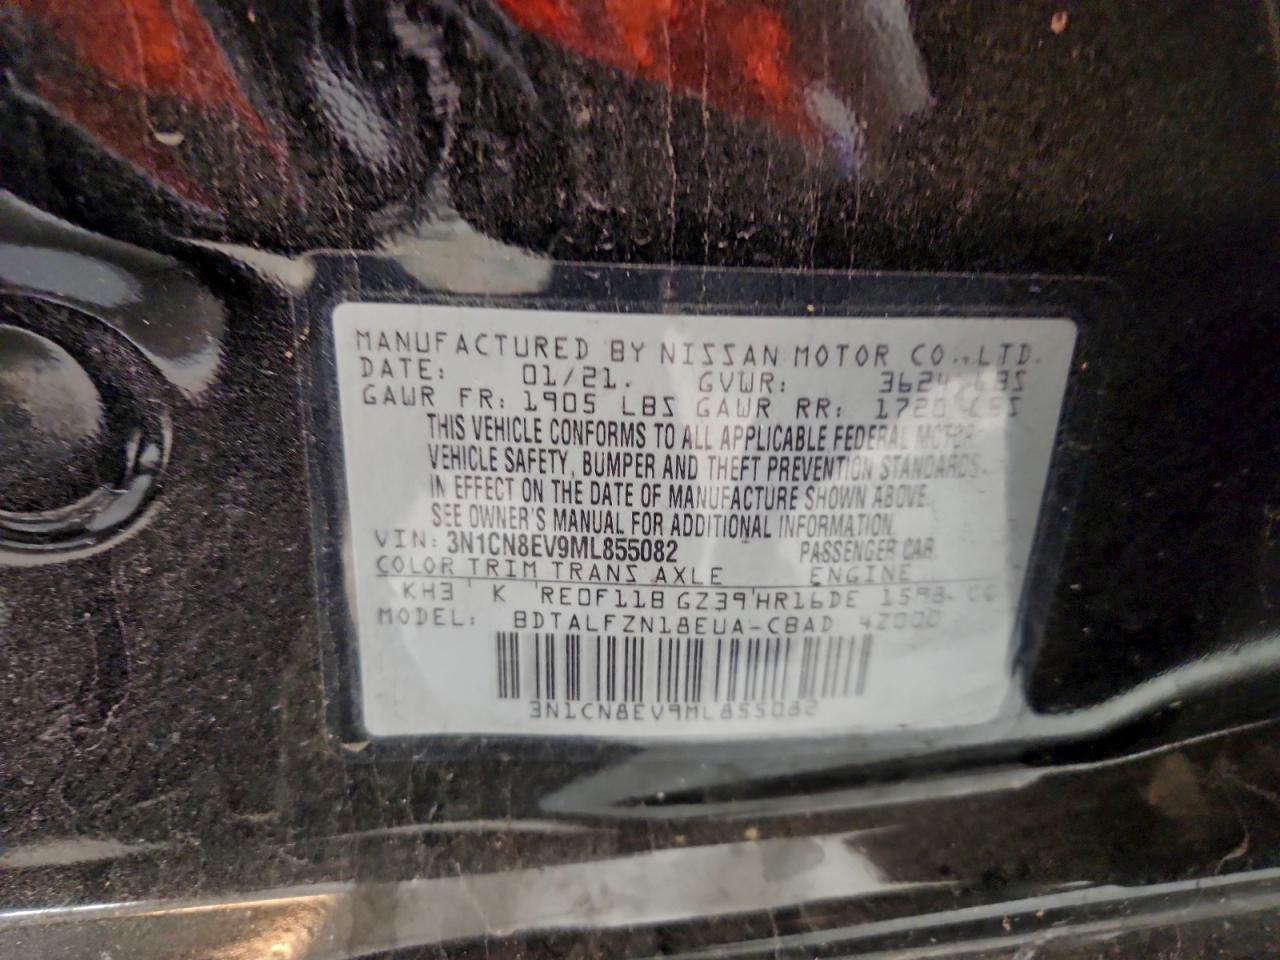 MANUFACTURED BY NISSAN MOTOR CO., LTD.
DATE: 01/21. GVWR: 3624 LBS
GAWR FR: 1905 LBS GAWR RR: 1720 LBS
THIS VEHICLE CONFORMS TO ALL APPLICABLE FEDERAL MOTOR
VEHICLE SAFETY, BUMPER AND THEFT PREVENTION STANDARDS
IN EFFECT ON THE DATE OF MANUFACTURE SHOWN ABOVE.
SEE OWNER'S MANUAL FOR ADDITIONAL INFORMATION.
VIN: 3N1CN8EV9ML855082 PASSENGER CAR
COLOR TRIM TRANS AXLE ENGINE
KH3 K RE0F11B GZ39 HR16DE 1598 CC
MODEL: BDTALFZN18EUA-CBAD 42000
3N1CN8EV9ML855082